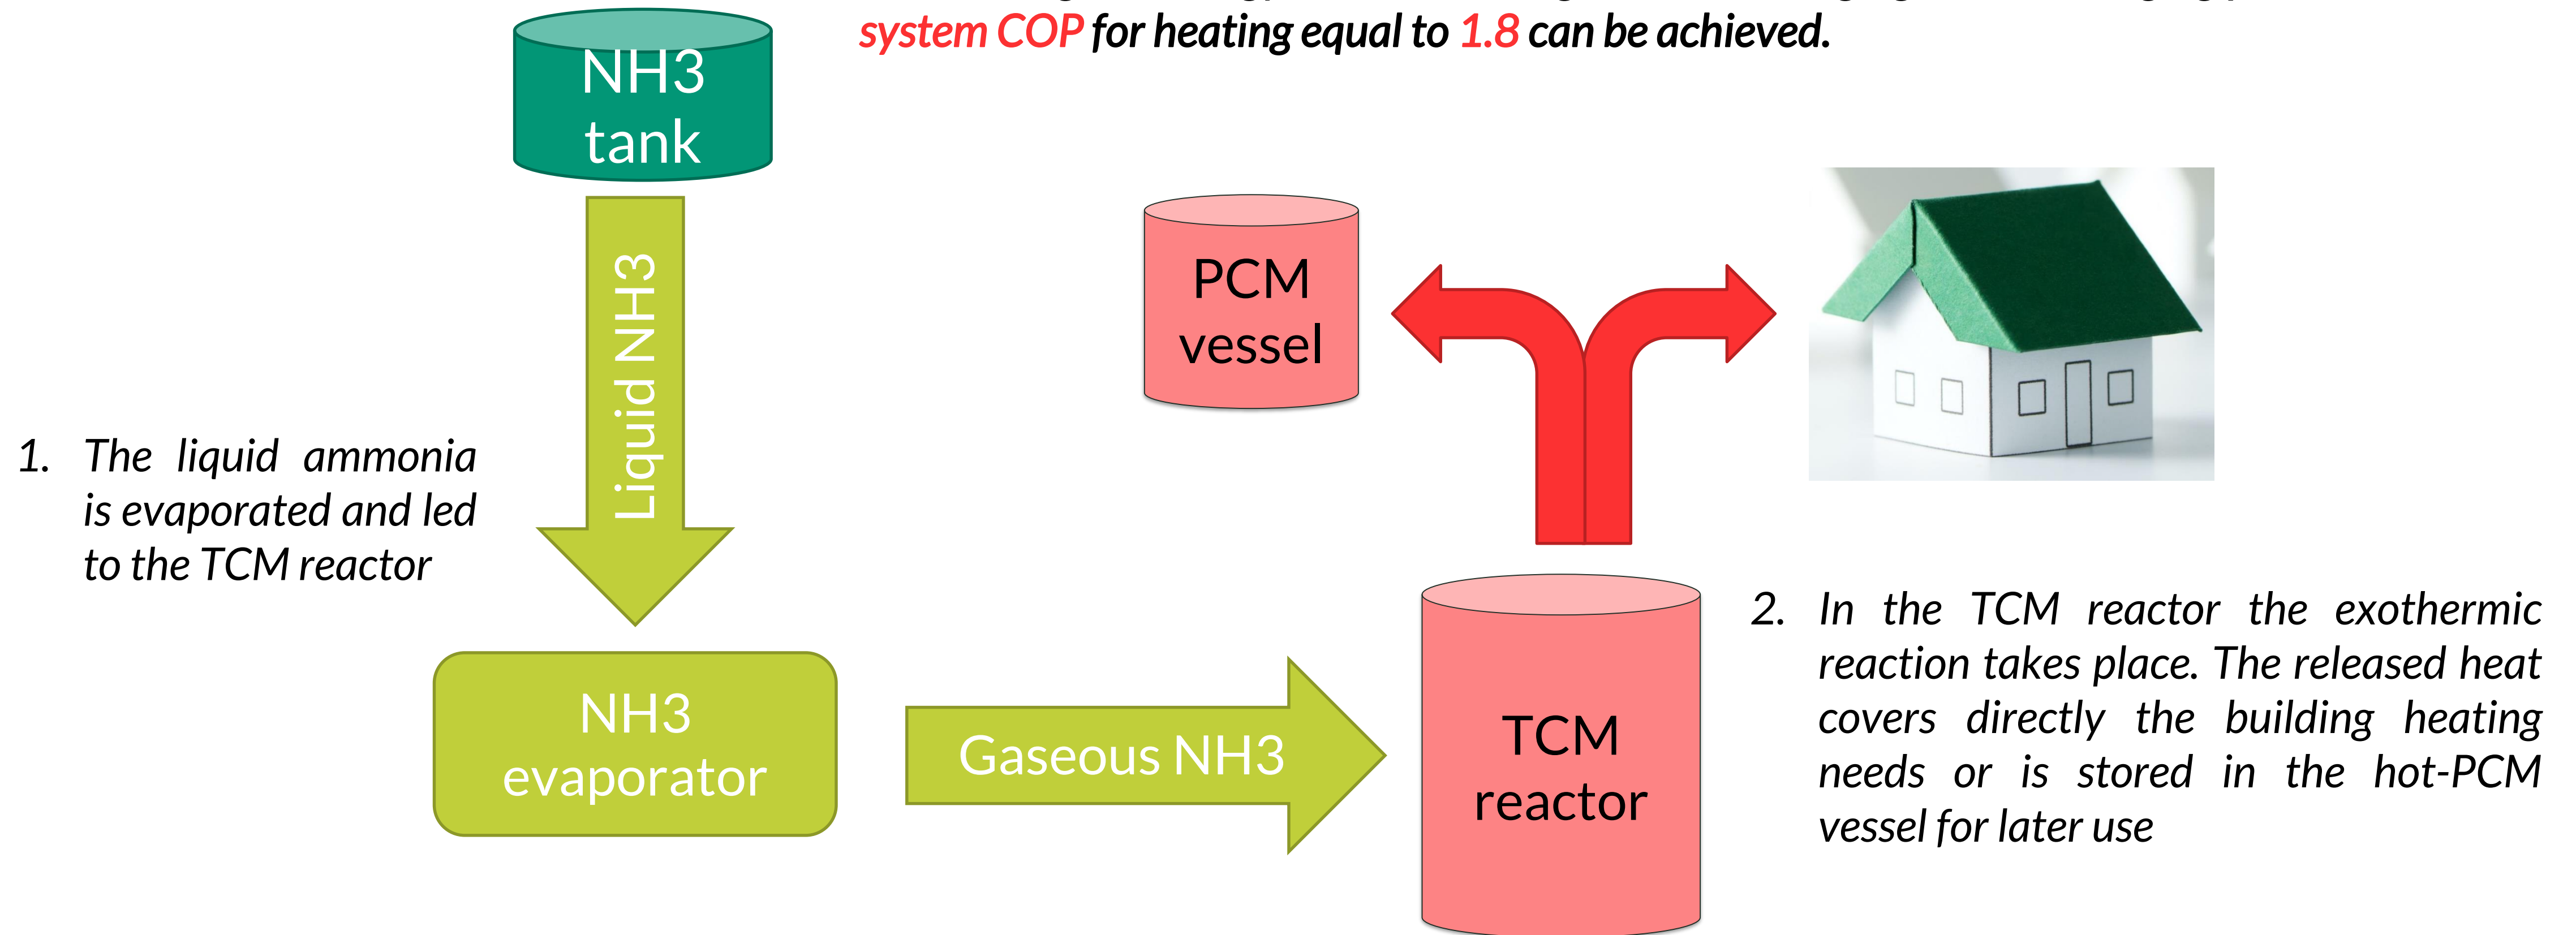 system COP for heating equal to 1.8 can be achieved.
NH3
tank
Liquid NH3
PCM
vessel
1. The liquid ammonia
is evaporated and led
to the TCM reactor
NH3
evaporator
Gaseous NH3
TCM
reactor
2. In the TCM reactor the exothermic
reaction takes place. The released heat
covers directly the building heating
needs or is stored in the hot-PCM
vessel for later use